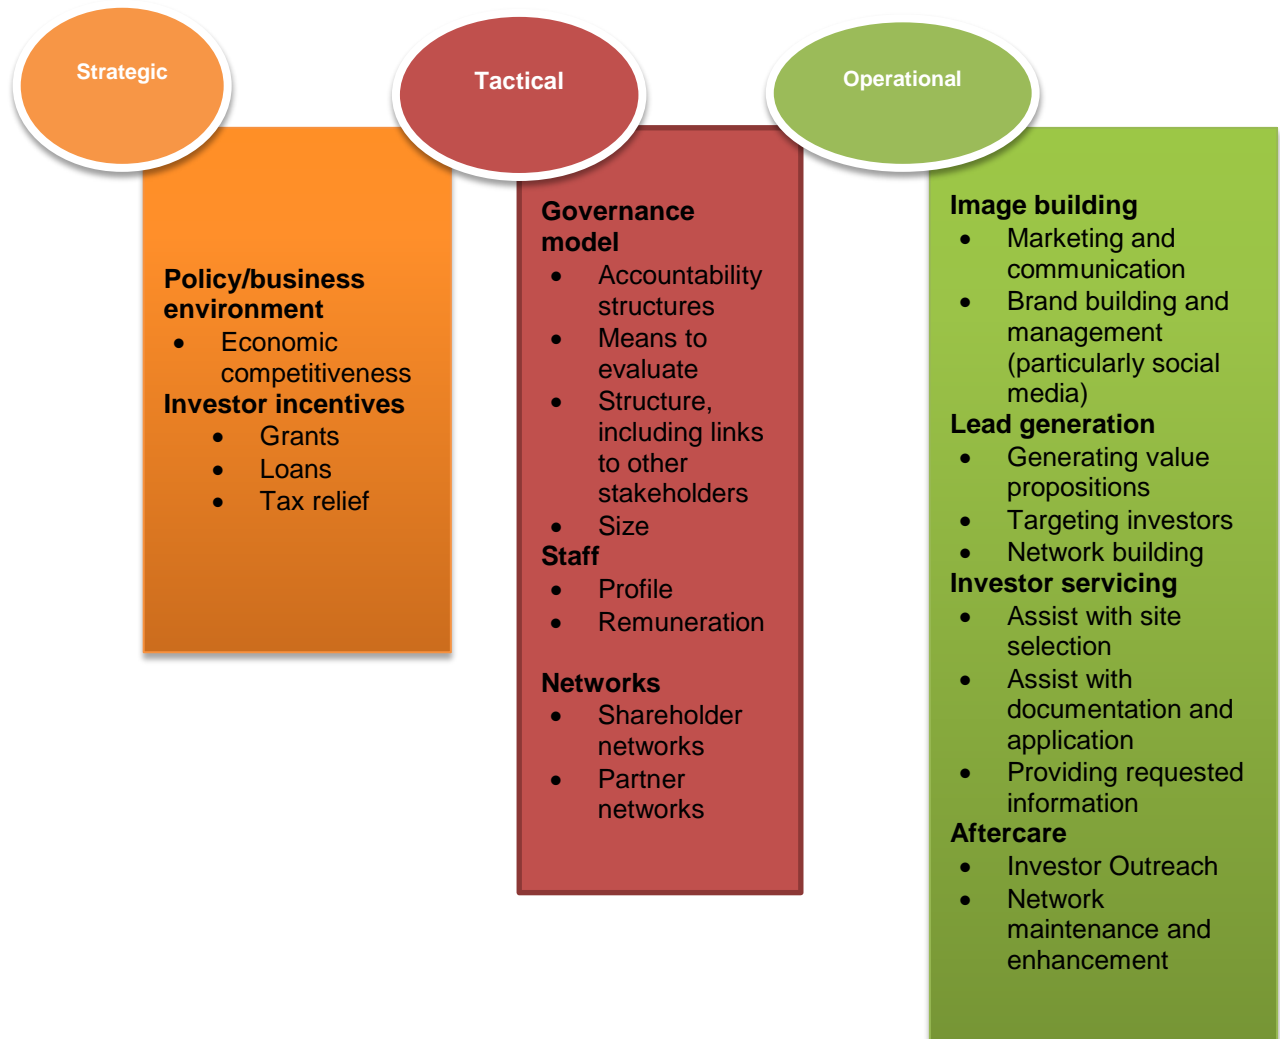 Strategic
Policy/business
environment
• Economic
competitiveness
Investor incentives
• Grants
• Loans
• Tax relief
Tactical
Governance
model
• Accountability
structures
• Means to
evaluate
• Structure,
including links
to other
stakeholders
• Size
Staff
• Profile
• Remuneration
Networks
• Shareholder
networks
• Partner
networks
Operational
Image building
• Marketing and
communication
• Brand building and
management
(particularly social
media)
Lead generation
• Generating value
propositions
• Targeting investors
• Network building
Investor servicing
• Assist with site
selection
• Assist with
documentation and
application
• Providing requested
information
Aftercare
• Investor Outreach
• Network
maintenance and
enhancement